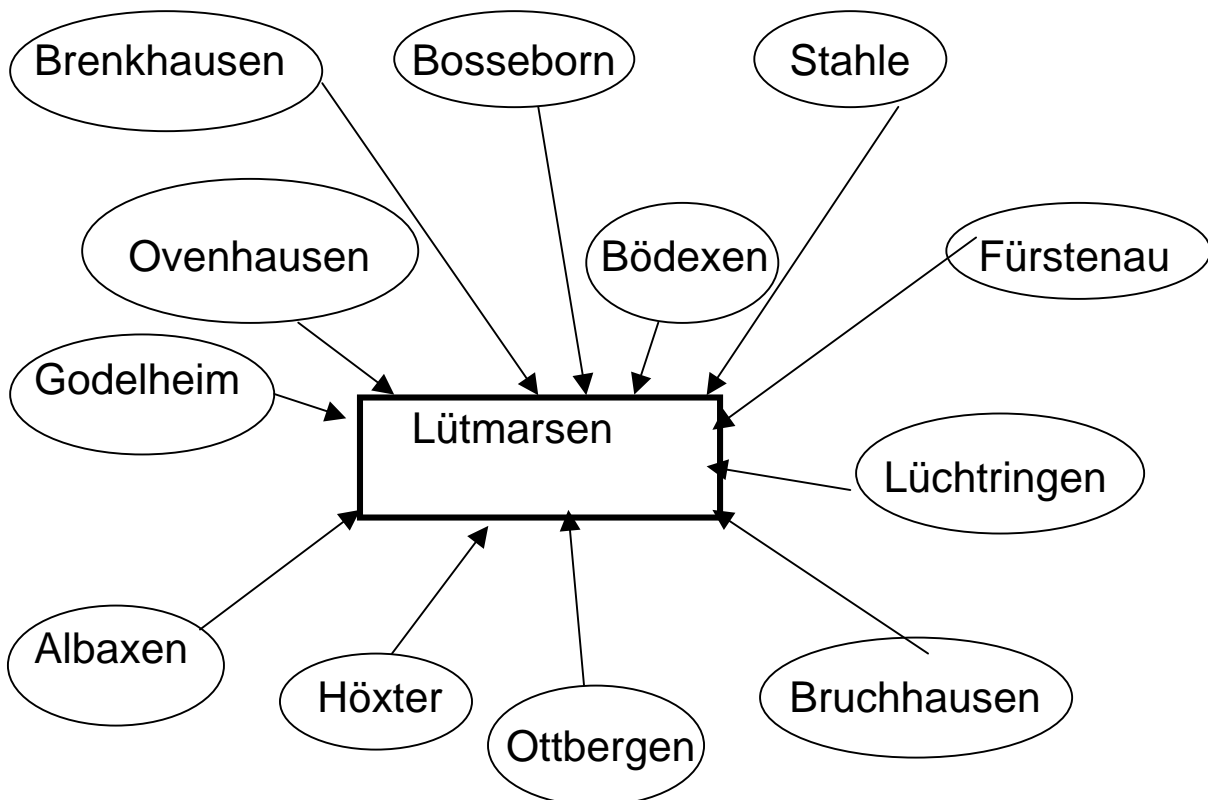 Brenkhausen
Bosseborn
Stahle
Ovenhausen
Bödexen
Fürstenau
Godelheim
Lütmarsen
Lüchtringen
Albaxen
Höxter
Bruchhausen
Ottbergen